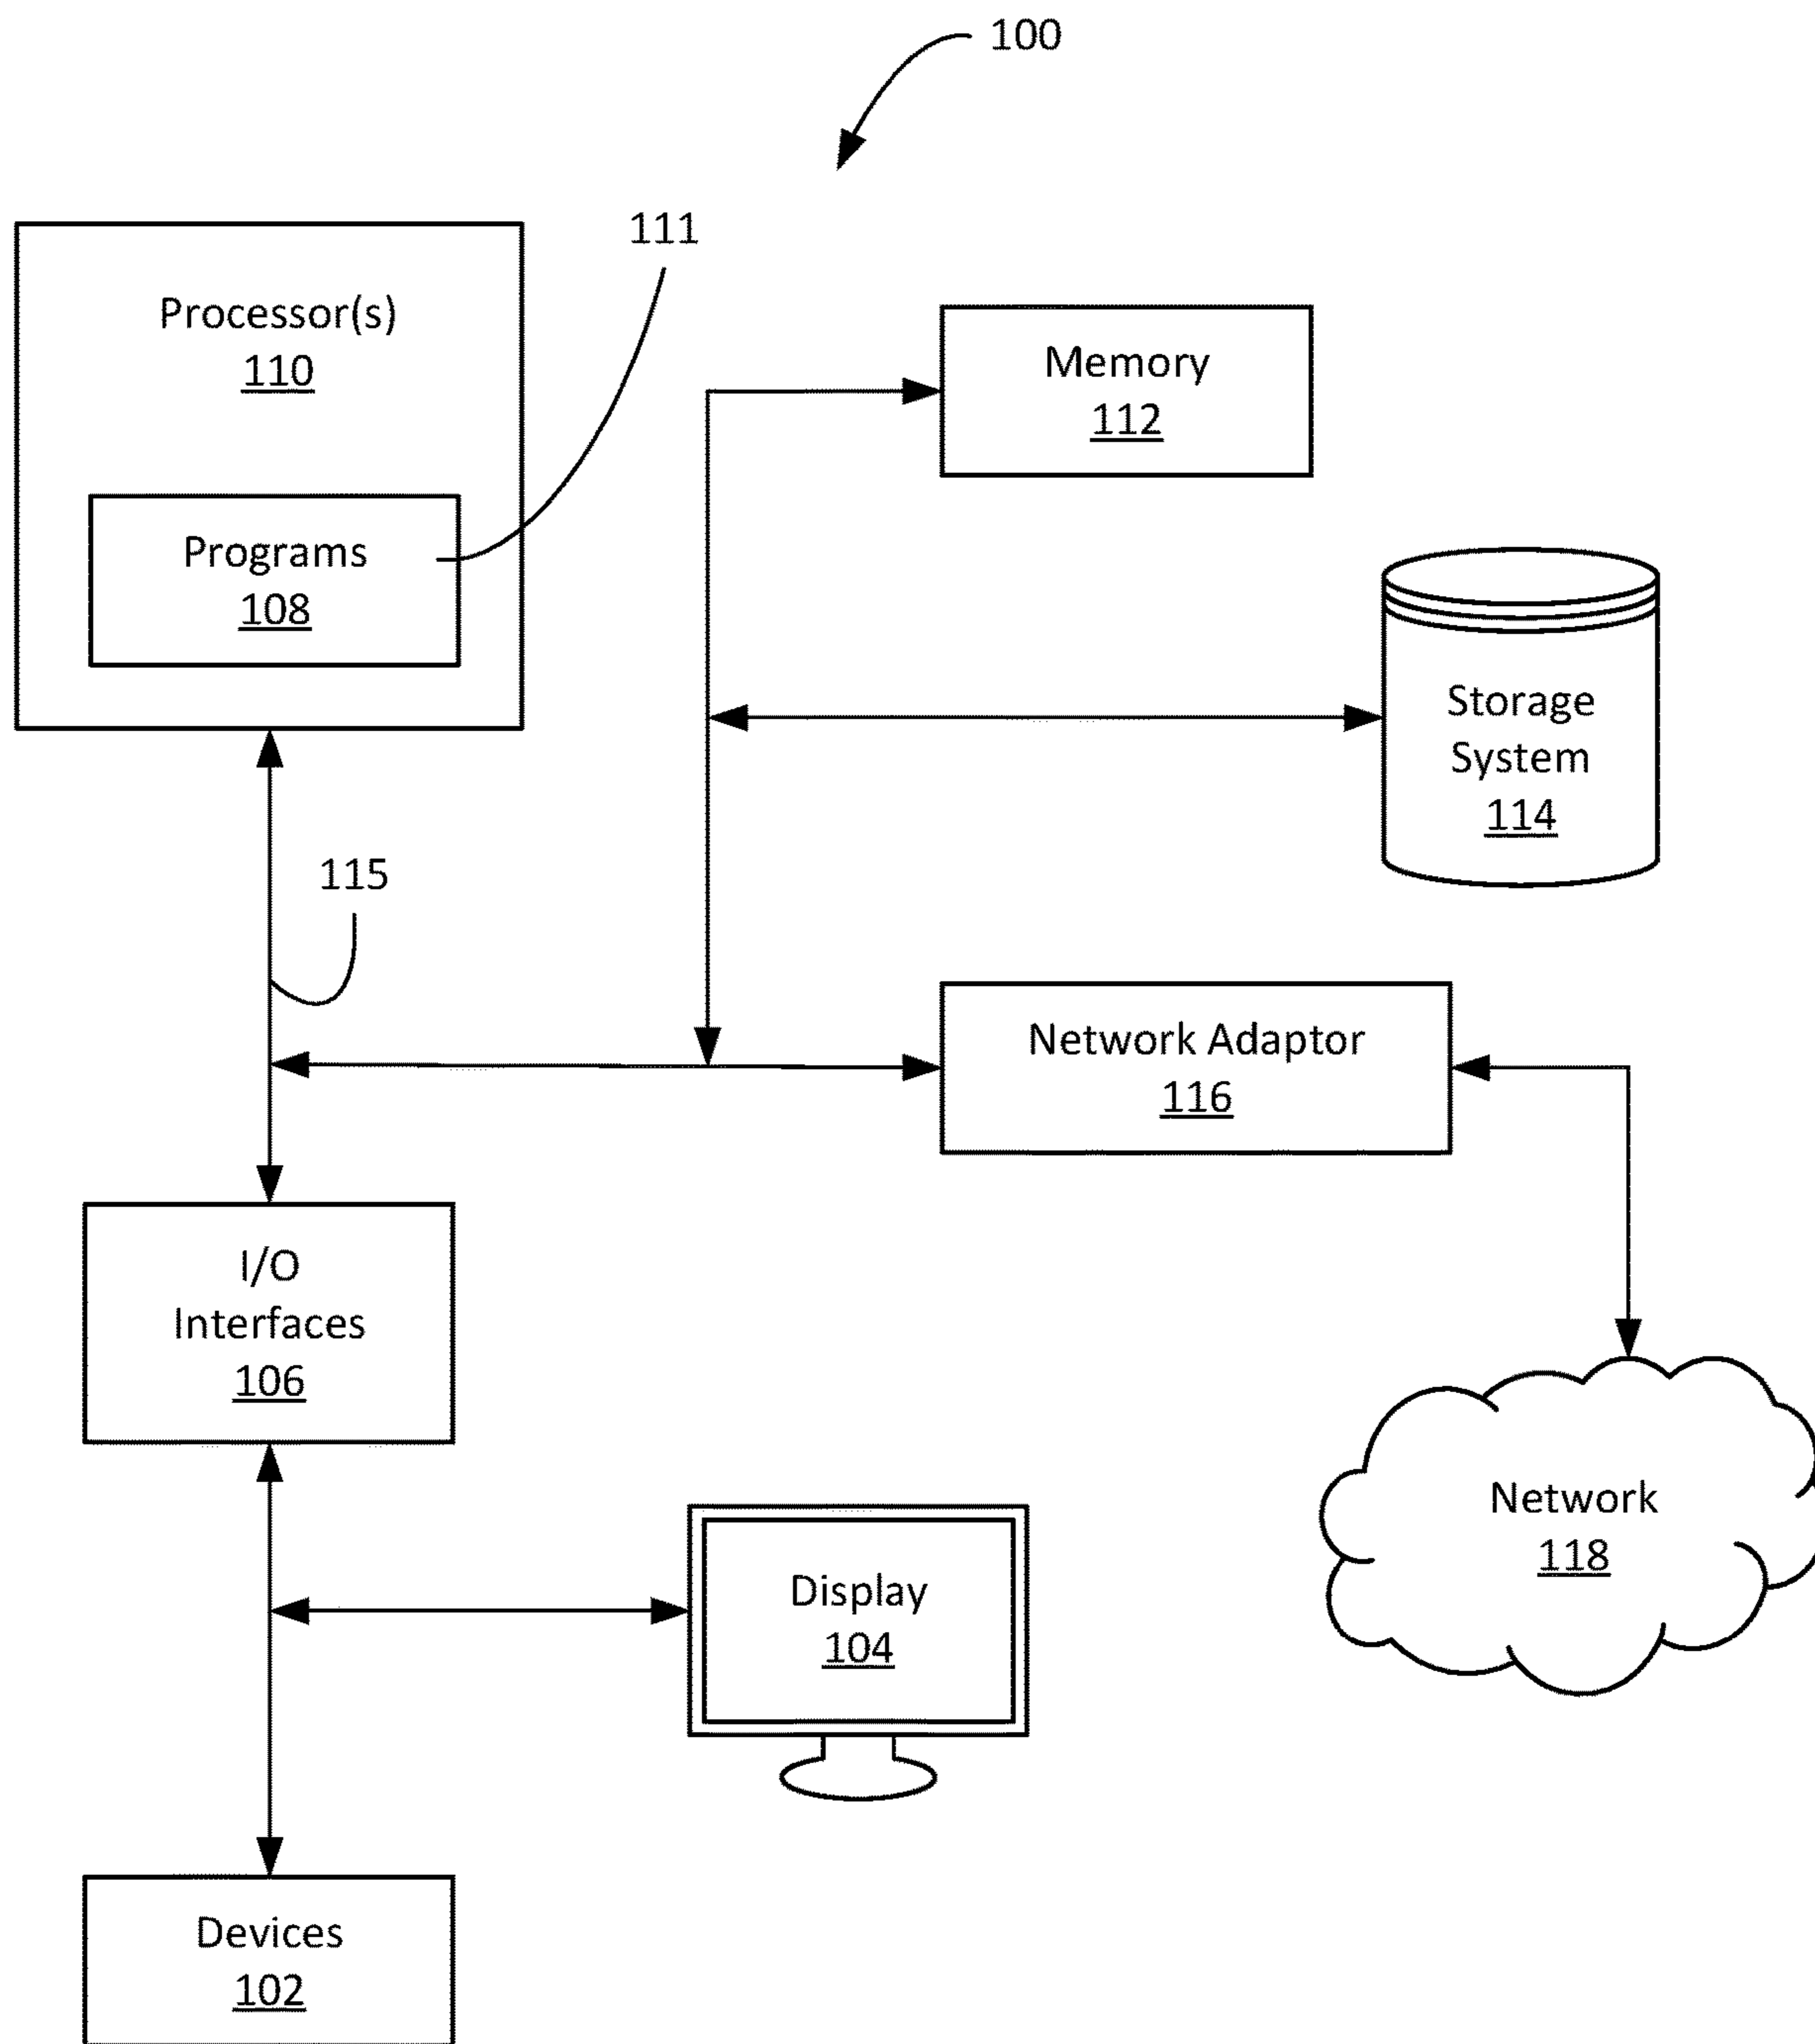 100
111
Processor(s)
110
Memory
112
Programs
108
Storage
System
114
115
Network Adaptor
116
I/O
Interfaces
106
Network
118
Display
104
Devices
102